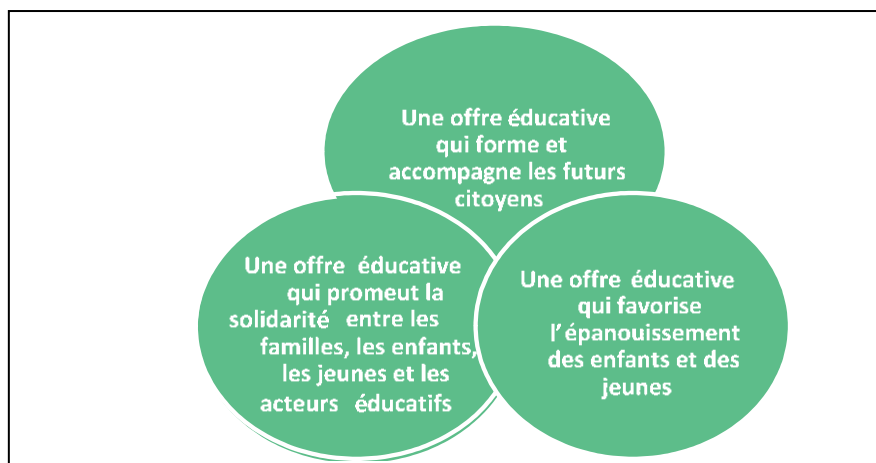 Une offre éducative
qui forme et
accompagne les futurs
citoyens
Une offre éducative
qui promeut la
solidarité entre les
familles, les enfants,
les jeunes et les
acteurs éducatifs
Une offre éducative
qui favorise
l'épanouissement
des enfants et des
jeunes